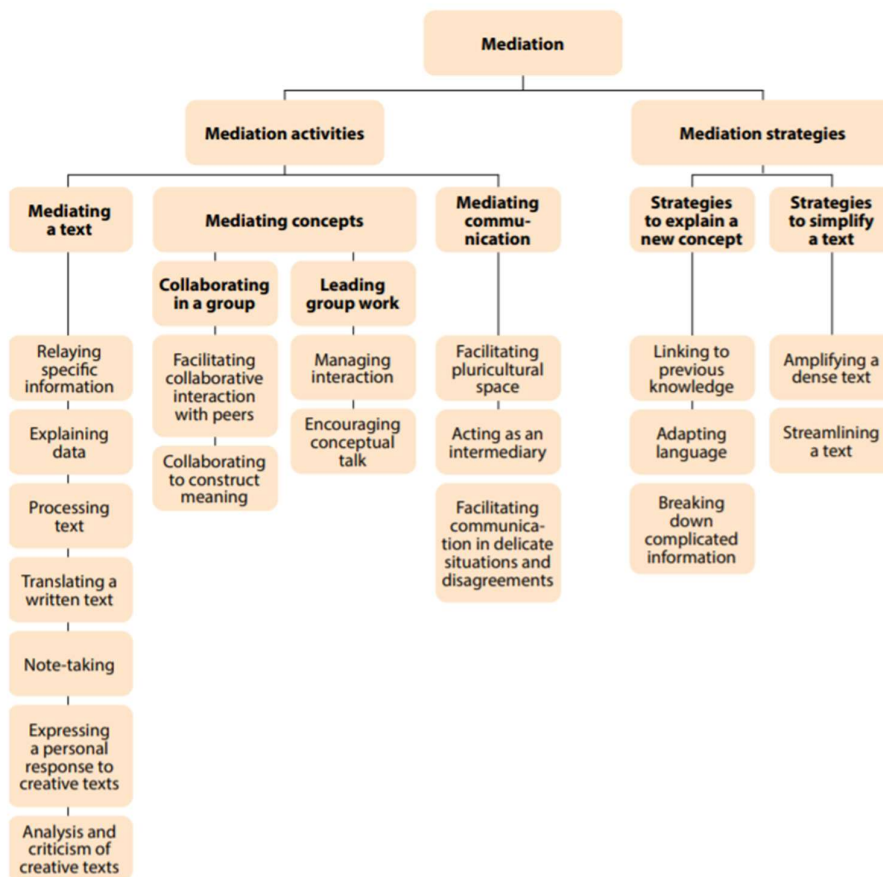 Mediation
Mediation activities
Mediation strategies
Mediating
a text
Mediating concepts
Mediating
commu-
nication
Strategies
to explain a
new concept
Strategies
to simplify
a text
Collaborating
in a group
Leading
group work
Relaying
specific
information
Explaining
data
Processing
text
Translating a
written text
Note-taking
Expressing
a personal
response to
creative texts
Analysis and
criticism of
creative texts
Facilitating
collaborative
interaction
with peers
Collaborating
to construct
meaning
Managing
interaction
Encouraging
conceptual
talk
Facilitating
pluricultural
space
Acting as an
intermediary
Facilitating
communica-
tion in delicate
situations and
disagreements
Linking to
previous
knowledge
Adapting
language
Breaking
down
complicated
information
Amplifying a
dense text
Streamlining
a text